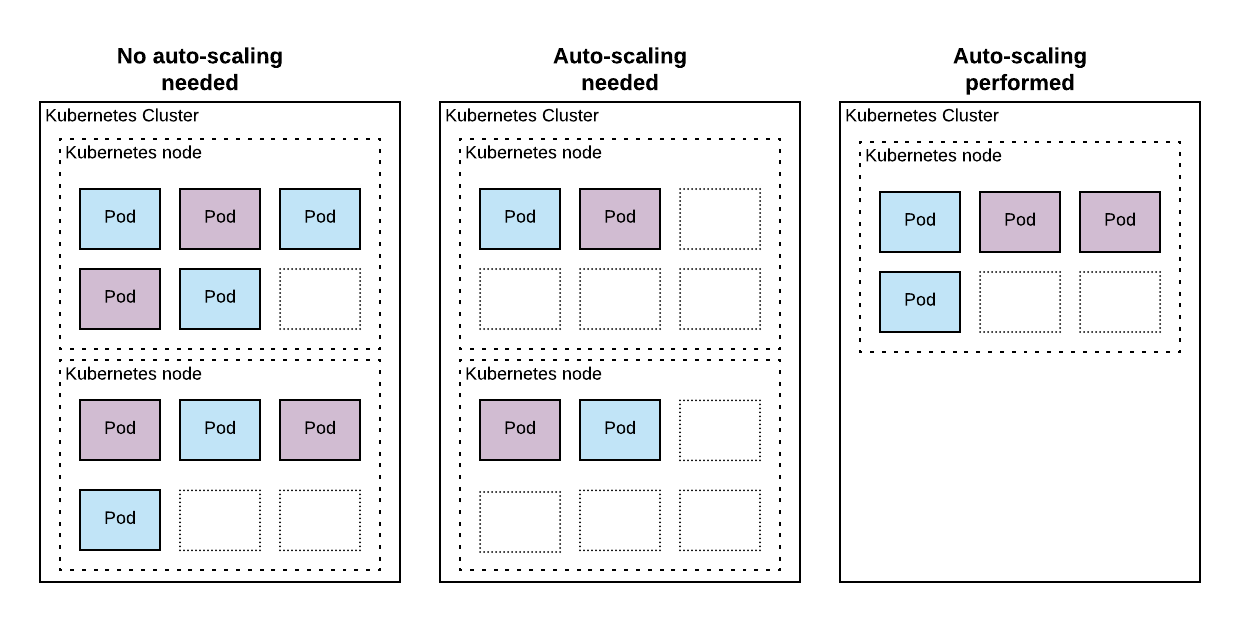 No auto-scaling
needed
Kubernetes Cluster
Kubernetes node
Pod Pod Pod
Pod Pod
Kubernetes node
Pod Pod Pod
Pod
Auto-scaling
needed
Kubernetes Cluster
Kubernetes node
Pod Pod
Kubernetes node
Pod Pod
Auto-scaling
performed
Kubernetes Cluster
Kubernetes node
Pod Pod Pod
Pod